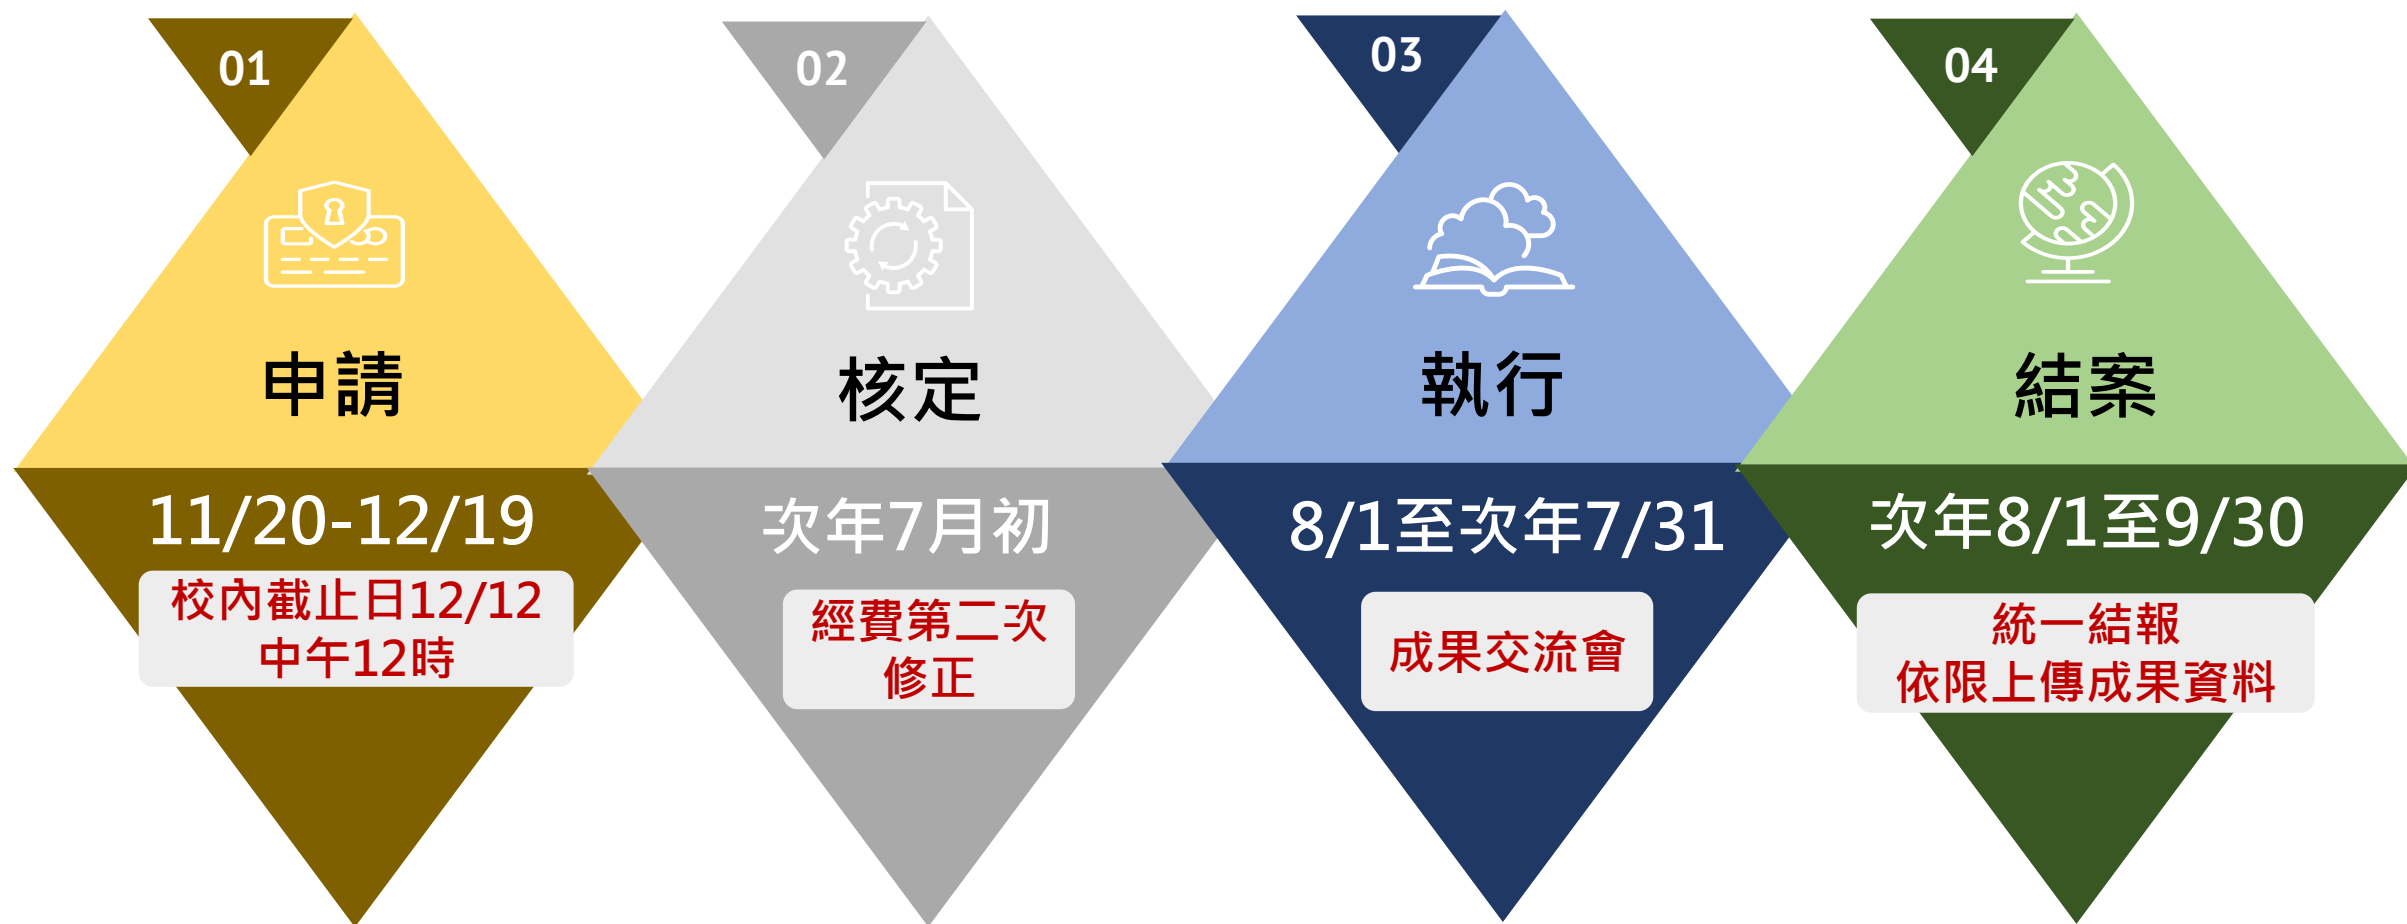 01
申請
11/20-12/19
校內截止日12/12
中午12時
02
核定
次年7月初
經費第二次
修正
03
執行
8/1至次年7/31
成果交流會
04
結案
次年8/1至9/30
統一結報
依限上傳成果資料